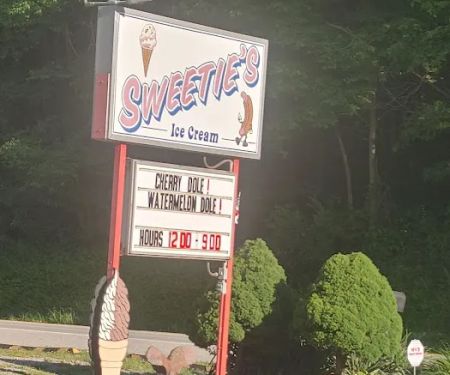 SWEETIE'S
Ice Cream
CHERRY DOLE !
WATERMELON DOLE !
HOURS 12:00 - 9:00